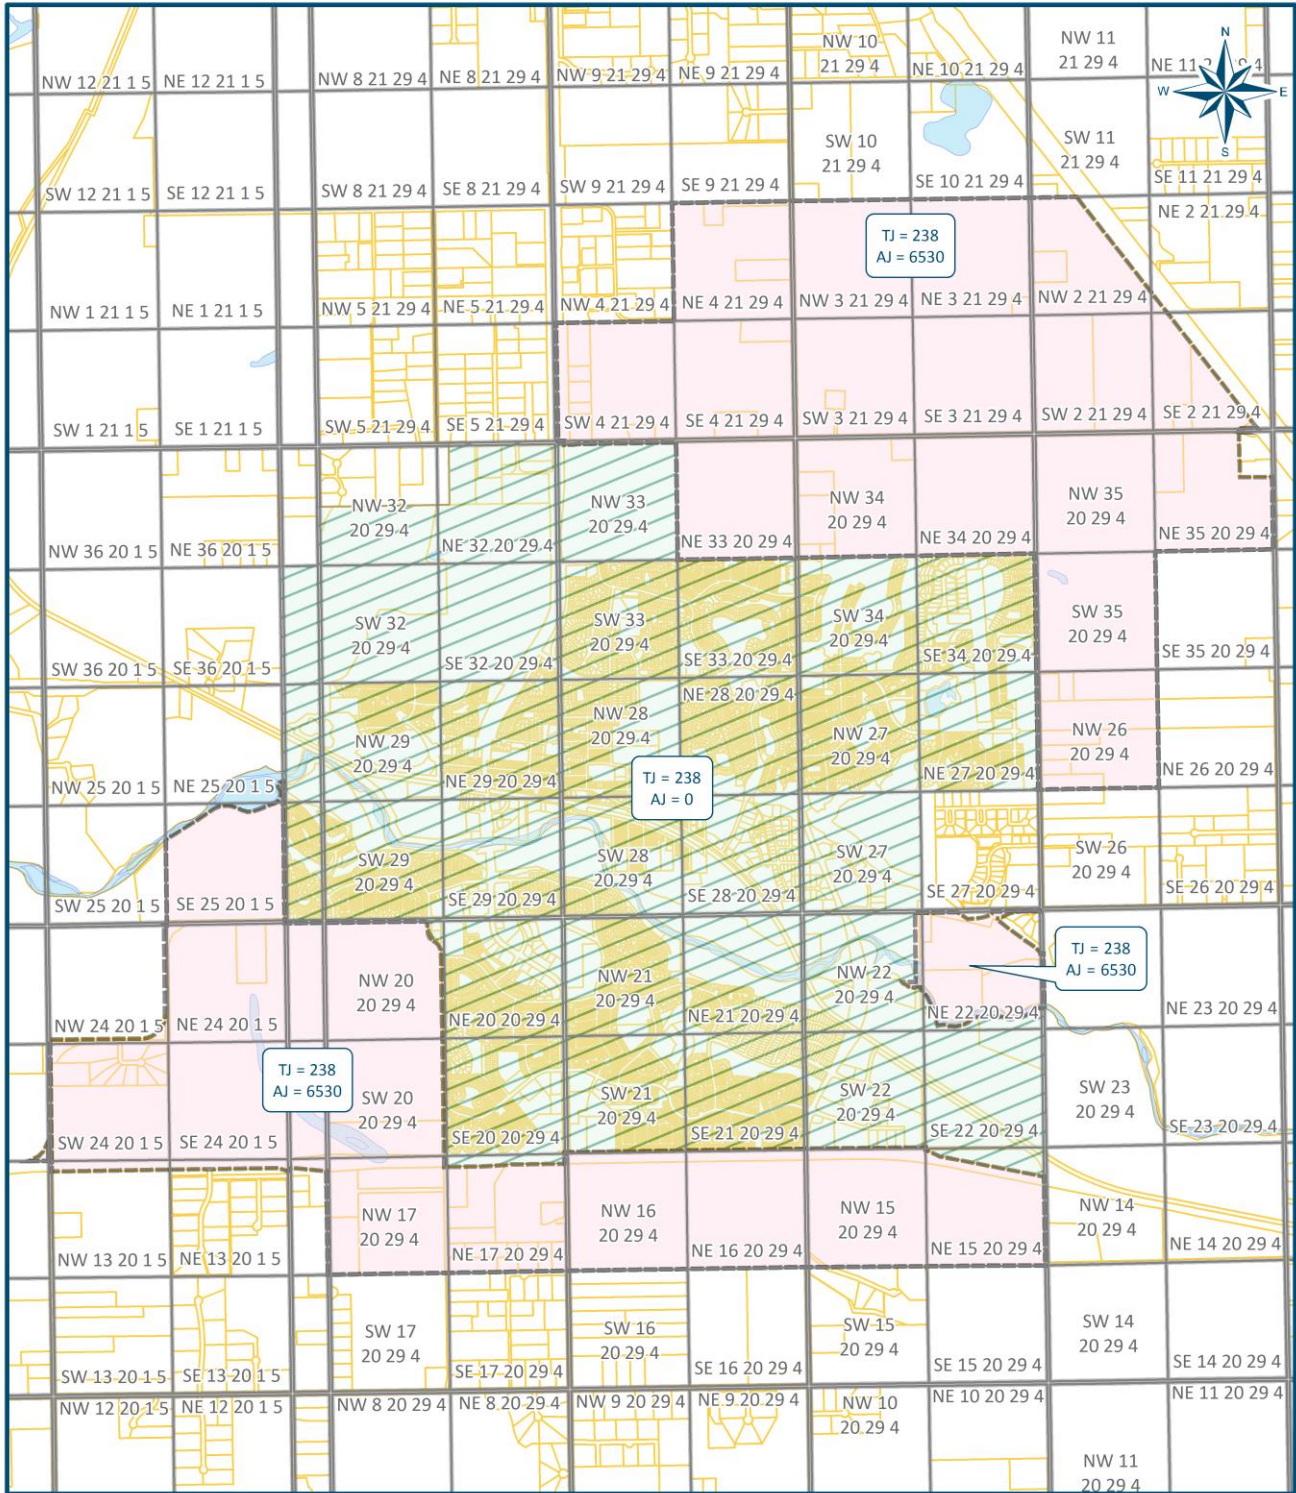 N
W E
S
NW 12 21 1 5
NE 12 21 1 5
NW 8 21 29 4
NE 8 21 29 4
NW 9 21 29 4
NE 9 21 29 4
NW 10
21 29 4
NE 10 21 29 4
NW 11
21 29 4
NE 11 2 9 4
SW 12 21 1 5
SE 12 21 1 5
SW 8 21 29 4
SE 8 21 29 4
SW 9 21 29 4
SE 9 21 29 4
SW 10
21 29 4
SE 10 21 29 4
SW 11
21 29 4
SE 11 21 29 4
NE 2 21 29 4
TJ = 238
AJ = 6530
NW 1 21 1 5
NE 1 21 1 5
NW 5 21 29 4
NE 5 21 29 4
NW 4 21 29 4
NE 4 21 29 4
NW 3 21 29 4
NE 3 21 29 4
NW 2 21 29 4
SW 1 21 1 5
SE 1 21 1 5
SW 5 21 29 4
SE 5 21 29 4
SW 4 21 29 4
SE 4 21 29 4
SW 3 21 29 4
SE 3 21 29 4
SW 2 21 29 4
SE 2 21 29 4
NW 36 20 1 5
NE 36 20 1 5
NW 32
20 29 4
NE 32 20 29 4
NW 33
20 29 4
NE 33 20 29 4
NW 34
20 29 4
NE 34 20 29 4
NW 35
20 29 4
NE 35 20 29 4
SW 36 20 1 5
SE 36 20 1 5
SW 32
20 29 4
SE 32 20 29 4
SW 33
20 29 4
SE 33 20 29 4
SW 34
20 29 4
SE 34 20 29 4
SW 35
20 29 4
SE 35 20 29 4
NW 25 20 1 5
NE 25 20 1 5
NW 29
20 29 4
NE 29 20 29 4
NW 28
20 29 4
NE 28 20 29 4
NW 27
20 29 4
NE 27 20 29 4
NW 26
20 29 4
NE 26 20 29 4
TJ = 238
AJ = 0
SW 25 20 1 5
SE 25 20 1 5
SW 29
20 29 4
SE 29 20 29 4
SW 28
20 29 4
SE 28 20 29 4
SW 27
20 29 4
SE 27 20 29 4
SW 26
20 29 4
SE 26 20 29 4
TJ = 238
AJ = 6530
NW 24 20 1 5
NE 24 20 1 5
NW 20
20 29 4
NE 20 20 29 4
NW 21
20 29 4
NE 21 20 29 4
NW 22
20 29 4
NE 22 20 29 4
NE 23 20 29 4
TJ = 238
AJ = 6530
SW 24 20 1 5
SE 24 20 1 5
SW 20
20 29 4
SE 20 20 29 4
SW 21
20 29 4
SE 21 20 29 4
SW 22
20 29 4
SE 22 20 29 4
SW 23
20 29 4
SE 23 20 29 4
NW 13 20 1 5
NE 13 20 1 5
NW 17
20 29 4
NE 17 20 29 4
NW 16
20 29 4
NE 16 20 29 4
NW 15
20 29 4
NE 15 20 29 4
NW 14
20 29 4
NE 14 20 29 4
SW 13 20 1 5
SE 13 20 1 5
SW 17
20 29 4
SE 17 20 29 4
SW 16
20 29 4
SE 16 20 29 4
SW 15
20 29 4
SE 15 20 29 4
SW 14
20 29 4
SE 14 20 29 4
NW 12 20 1 5
NE 12 20 1 5
NW 8 20 29 4
NE 8 20 29 4
NW 9 20 29 4
NE 9 20 29 4
NW 10
20 29 4
NE 10 20 29 4
NW 11
20 29 4
NE 11 20 29 4